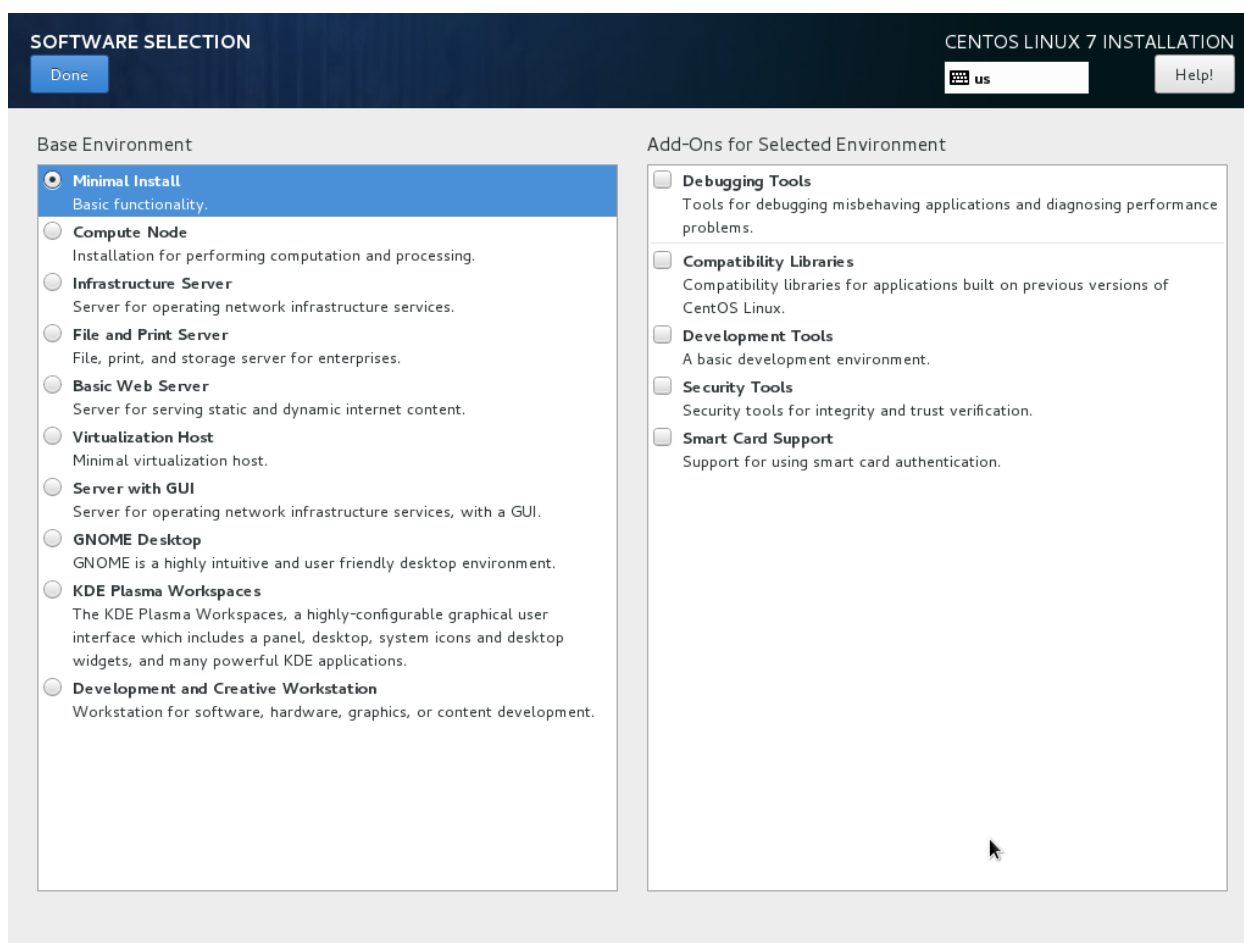 SOFTWARE SELECTION
CENTOS LINUX 7 INSTALLATION
Done
us
Help!
Base Environment
Minimal Install
Basic functionality.
Compute Node
Installation for performing computation and processing.
Infrastructure Server
Server for operating network infrastructure services.
File and Print Server
File, print, and storage server for enterprises.
Basic Web Server
Server for serving static and dynamic internet content.
Virtualization Host
Minimal virtualization host.
Server with GUI
Server for operating network infrastructure services, with a GUI.
GNOME Desktop
GNOME is a highly intuitive and user friendly desktop environment.
KDE Plasma Workspaces
The KDE Plasma Workspaces, a highly-configurable graphical user
interface which includes a panel, desktop, system icons and desktop
widgets, and many powerful KDE applications.
Development and Creative Workstation
Workstation for software, hardware, graphics, or content development.
Add-Ons for Selected Environment
Debugging Tools
Tools for debugging misbehaving applications and diagnosing performance
problems.
Compatibility Libraries
Compatibility libraries for applications built on previous versions of
CentOS Linux.
Development Tools
A basic development environment.
Security Tools
Security tools for integrity and trust verification.
Smart Card Support
Support for using smart card authentication.